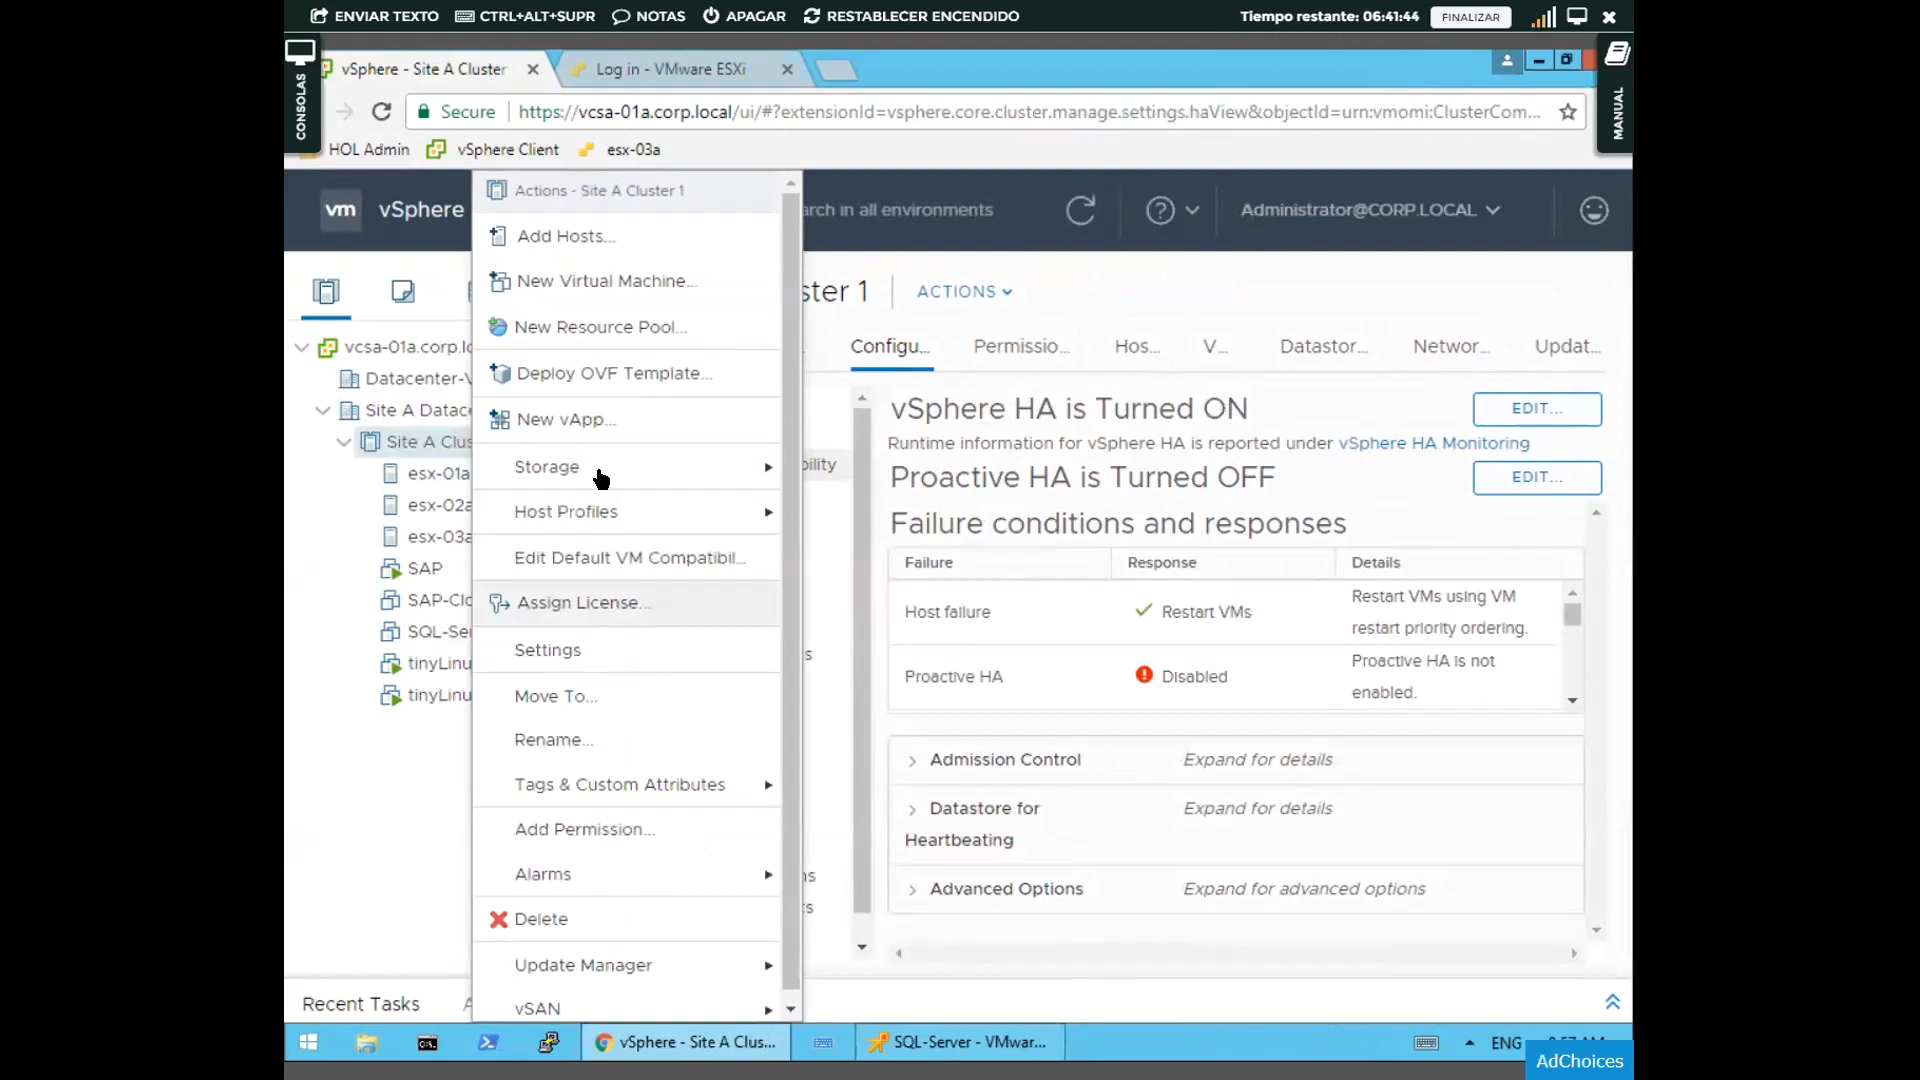 ENVIAR TEXTO CTRL+ALT+SUPR NOTAS APAGAR RESTABLECER ENCENDIDO Tiempo restante: 06:41:44 FINALIZAR
CONSOLAS
MANUAL
vSphere - Site A Cluster Log in - VMware ESXi
Secure https://vcsa-01a.corp.local/ui/#?extensionId=vsphere.core.cluster.manage.settings.haView&objectId=urn:vmomi:ClusterCom...
HOL Admin vSphere Client esx-03a
vm vSphere arch in all environments Administrator@CORP.LOCAL
Actions - Site A Cluster 1
Add Hosts...
New Virtual Machine...
New Resource Pool...
Deploy OVF Template...
New vApp...
Storage
Host Profiles
Edit Default VM Compatibil...
Assign License...
Settings
Move To...
Rename...
Tags & Custom Attributes
Add Permission...
Alarms
Delete
Update Manager
vSAN
vcsa-01a.corp.lo
Datacenter-V
Site A Datac
Site A Clus
esx-01a
esx-02a
esx-03a
SAP
SAP-Clo
SQL-Ser
tinyLinu
tinyLinu
ster 1 ACTIONS
Configu... Permissio... Hos... V... Datastor... Networ... Updat...
bility
s
ns
ts
vSphere HA is Turned ON EDIT...
Runtime information for vSphere HA is reported under vSphere HA Monitoring
Proactive HA is Turned OFF EDIT...
Failure conditions and responses
Failure Response Details
Host failure Restart VMs Restart VMs using VM
restart priority ordering.
Proactive HA Disabled Proactive HA is not
enabled.
Admission Control Expand for details
Datastore for Expand for details
Heartbeating
Advanced Options Expand for advanced options
Recent Tasks A
vSphere - Site A Clus... SQL-Server - VMwar... ENG
AdChoices